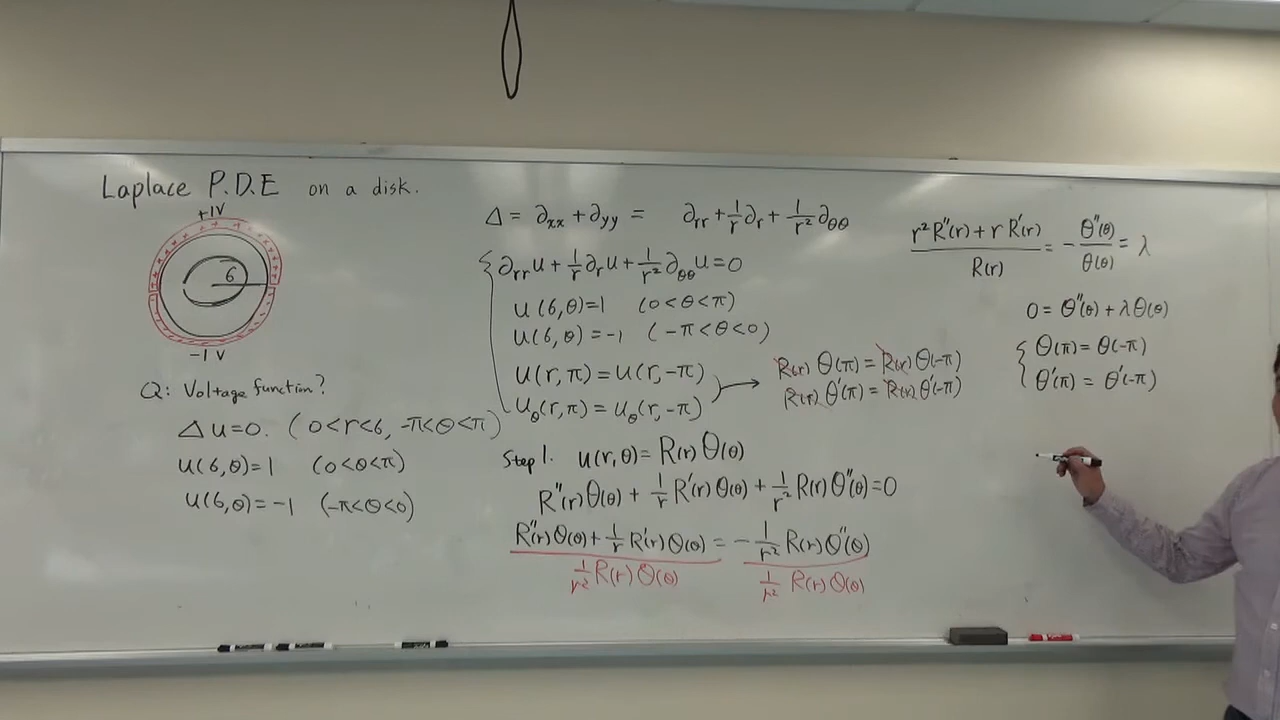 Laplace P.D.E on a disk.
+1V
6
-1V
Q: Voltage function?
Δu=0. (0<r<6, -π<θ<π)
u(6,θ)=1 (0<θ<π)
u(6,θ)=-1 (-π<θ<0)
Δ = ∂xx + ∂yy = ∂rr + 1/r ∂r + 1/r² ∂θθ
{ ∂rr u + 1/r ∂r u + 1/r² ∂θθ u = 0
u(6,θ)=1 (0<θ<π)
u(6,θ)=-1 (-π<θ<0)
u(r,π)=u(r,-π)
uθ(r,π)=uθ(r,-π)
R(r) Θ(π) = R(r) Θ(-π)
R(r) Θ'(π) = R(r) Θ'(-π)
Step 1. u(r,θ)=R(r)Θ(θ)
R''(r)Θ(θ) + 1/r R'(r)Θ(θ) + 1/r² R(r)Θ''(θ)=0
R''(r)Θ(θ) + 1/r R'(r)Θ(θ) = - 1/r² R(r)Θ''(θ)
1/r² R(r)Θ(θ) 1/r² R(r)Θ(θ)
r² R''(r) + r R'(r) / R(r) = - Θ''(θ) / Θ(θ) = λ
0 = Θ''(θ) + λΘ(θ)
{ Θ(π) = Θ(-π)
Θ'(π) = Θ'(-π)